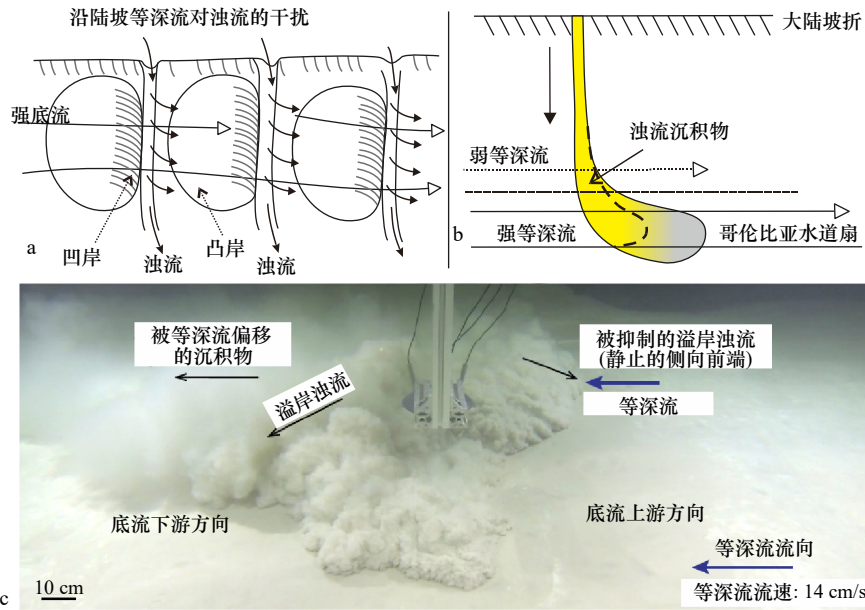 沿陆坡等深流对浊流的干扰
强底流
a
凹岸
浊流
凸岸
浊流
大陆坡折
浊流沉积物
弱等深流
b
强等深流
哥伦比亚水道扇
被等深流偏移
的沉积物
溢岸浊流
被抑制的溢岸浊流
(静止的侧向前端)
等深流
底流下游方向
底流上游方向
等深流流向
等深流流速: 14 cm/s
c
10 cm